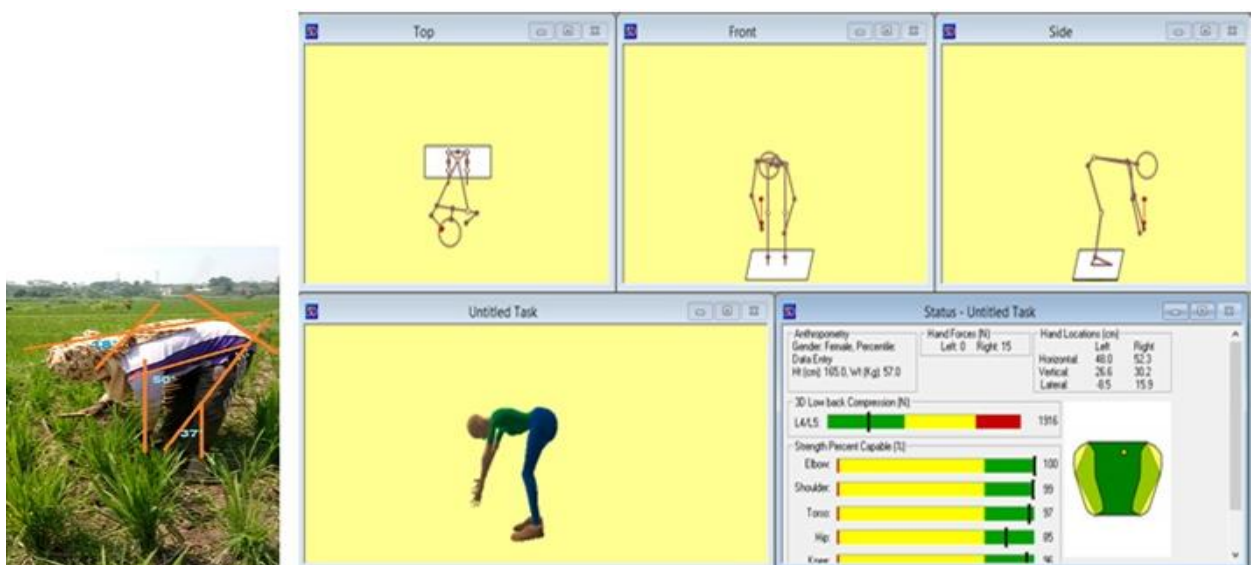 Top
Front
Side
18°
50°
37°
Untitled Task
Status - Untitled Task
Anthropometry
Gender: Female, Percentile:
Data Entry
Ht (cm): 165.0, Wt (Kg): 57.0
Hand Forces (N)
Left: 0 Right: 15
Hand Locations (cm)
Left Right
Horizontal: 48.0 52.3
Vertical: 26.6 30.2
Lateral: -8.5 15.9
3D Low back Compression (N)
L4/L5: 1916
Strength Percent Capable (%)
Elbow: 100
Shoulder: 99
Torso: 97
Hip: 85
Knee: 96